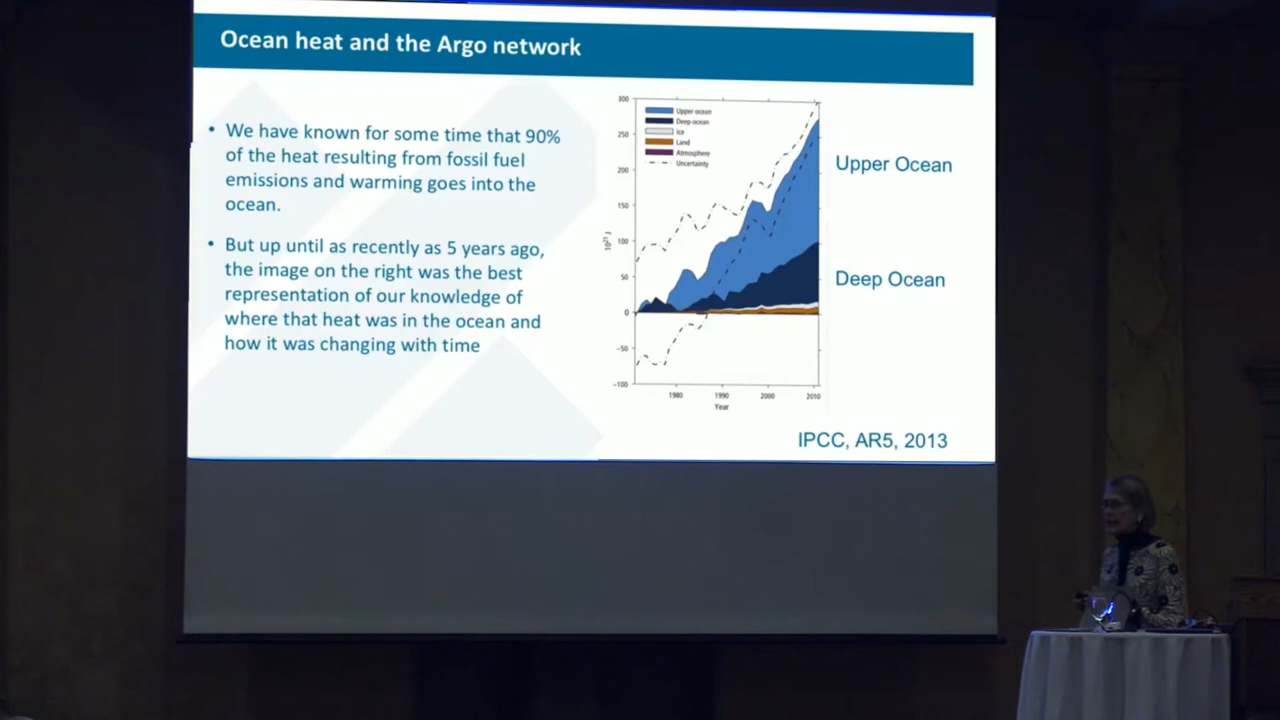 Ocean heat and the Argo network
• We have known for some time that 90%
of the heat resulting from fossil fuel
emissions and warming goes into the
ocean.
• But up until as recently as 5 years ago,
the image on the right was the best
representation of our knowledge of
where that heat was in the ocean and
how it was changing with time
300
250
200
150
100
50
0
−50
−100
10²¹ J
Upper ocean
Deep ocean
Ice
Land
Atmosphere
Uncertainty
1980
1990
2000
2010
Year
Upper Ocean
Deep Ocean
IPCC, AR5, 2013